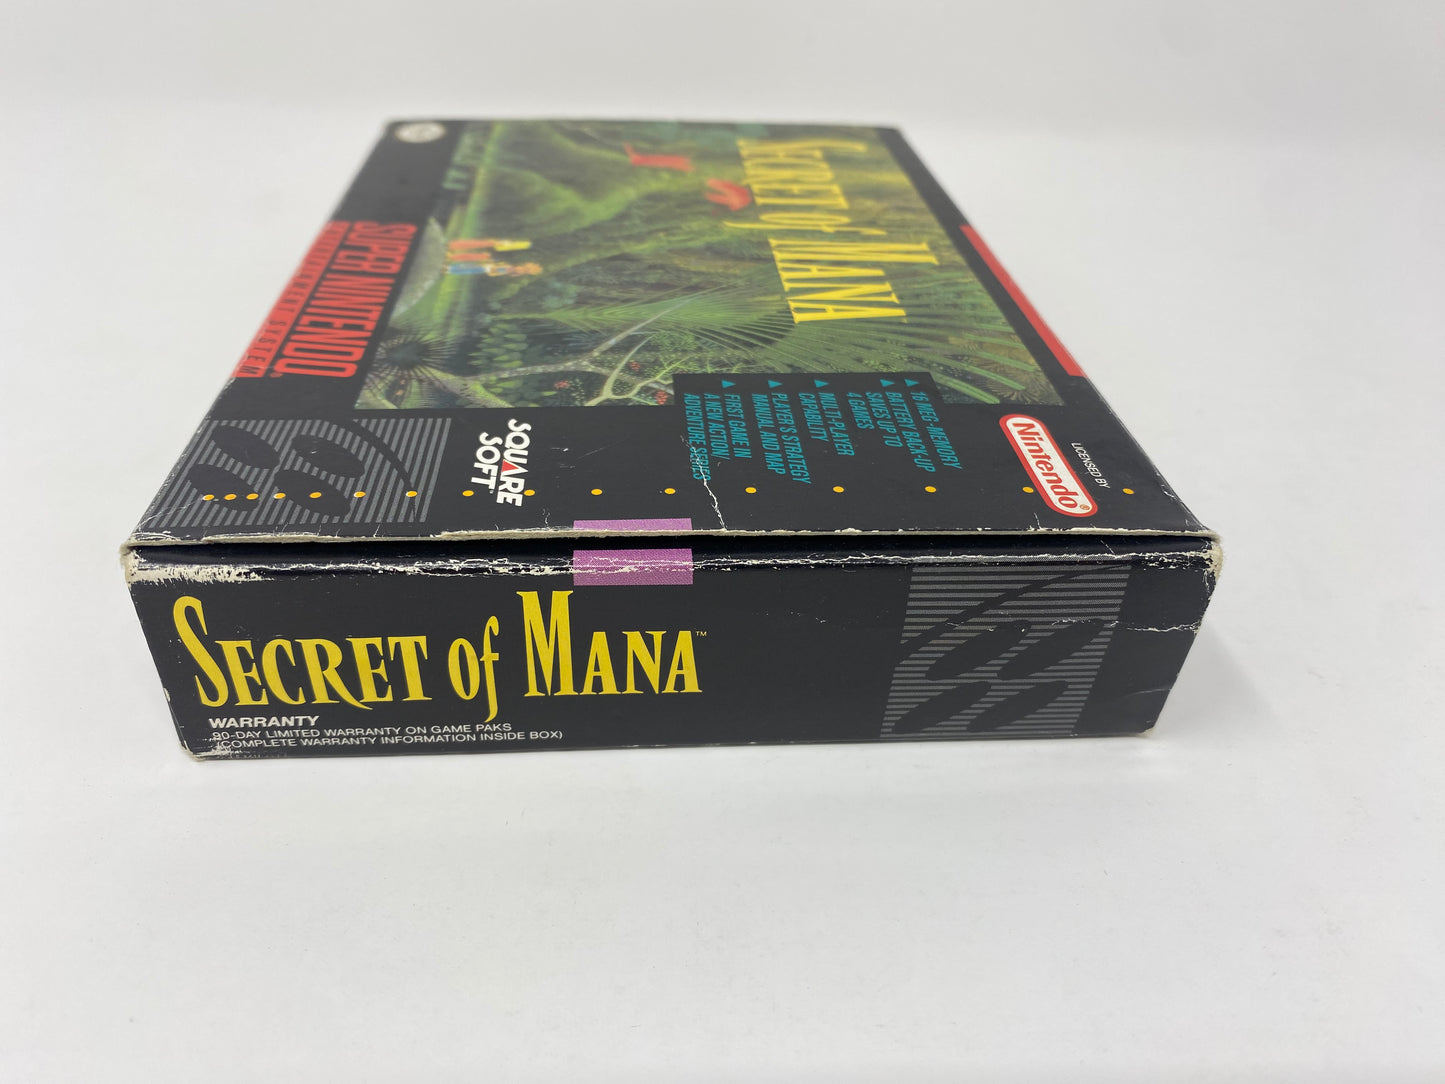 SECRET OF MANA
SUPER NINTENDO
ENTERTAINMENT SYSTEM
SQUARE
SOFT
▲ 16 MEG. MEMORY
▲ BATTERY BACK-UP
SAVES UP TO
4 GAMES
▲ MULTI-PLAYER
CAPABILITY
▲ PLAYER'S STRATEGY
MANUAL AND MAP
▲ FIRST GAME IN
A NEW ACTION,
ADVENTURE SERIES
LICENSED BY
Nintendo®
SECRET OF MANA™
WARRANTY
90-DAY LIMITED WARRANTY ON GAME PAKS
(COMPLETE WARRANTY INFORMATION INSIDE BOX)